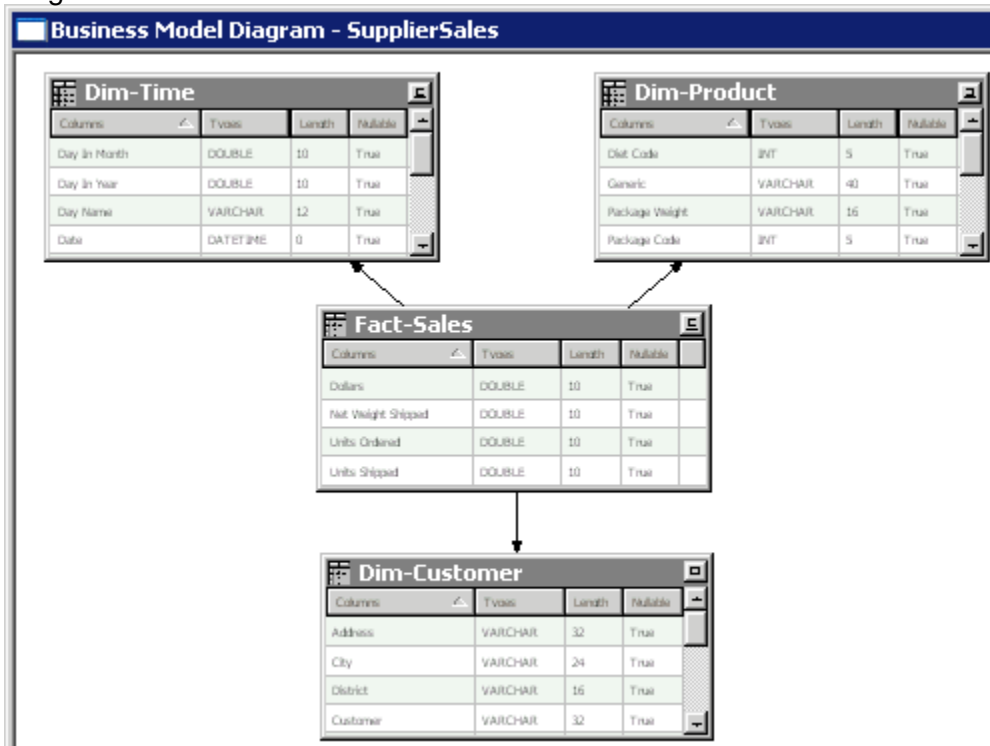 Business Model Diagram - SupplierSales
Dim-Time
Columns Types Length Nullable
Day In Month DOUBLE 10 True
Day In Year DOUBLE 10 True
Day Name VARCHAR 12 True
Date DATETIME 0 True
Dim-Product
Columns Types Length Nullable
Diet Code INT 5 True
Generic VARCHAR 40 True
Package Weight VARCHAR 16 True
Package Code INT 5 True
Fact-Sales
Columns Types Length Nullable
Dollars DOUBLE 10 True
Net Weight Shipped DOUBLE 10 True
Units Ordered DOUBLE 10 True
Units Shipped DOUBLE 10 True
Dim-Customer
Columns Types Length Nullable
Address VARCHAR 32 True
City VARCHAR 24 True
District VARCHAR 16 True
Customer VARCHAR 32 True